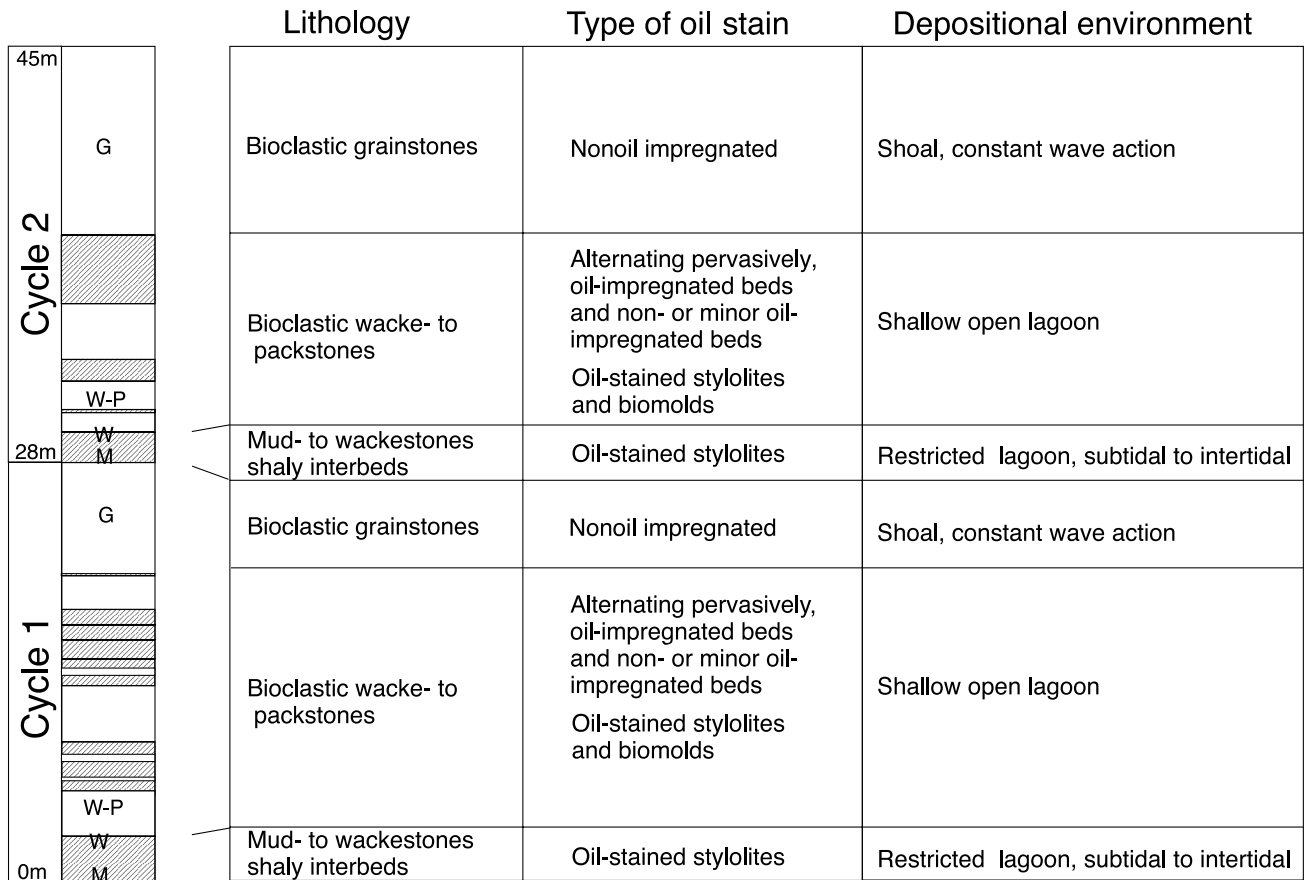 Lithology
Type of oil stain
Depositional environment
45m
Cycle 2
G
Bioclastic grainstones
Nonoil impregnated
Shoal, constant wave action
W-P
Bioclastic wacke- to
packstones
Alternating pervasively,
oil-impregnated beds
and non- or minor oil-
impregnated beds
Oil-stained stylolites
and biomolds
Shallow open lagoon
W
M
28m
Mud- to wackestones
shaly interbeds
Oil-stained stylolites
Restricted lagoon, subtidal to intertidal
Cycle 1
G
Bioclastic grainstones
Nonoil impregnated
Shoal, constant wave action
W-P
Bioclastic wacke- to
packstones
Alternating pervasively,
oil-impregnated beds
and non- or minor oil-
impregnated beds
Oil-stained stylolites
and biomolds
Shallow open lagoon
W
M
0m
Mud- to wackestones
shaly interbeds
Oil-stained stylolites
Restricted lagoon, subtidal to intertidal